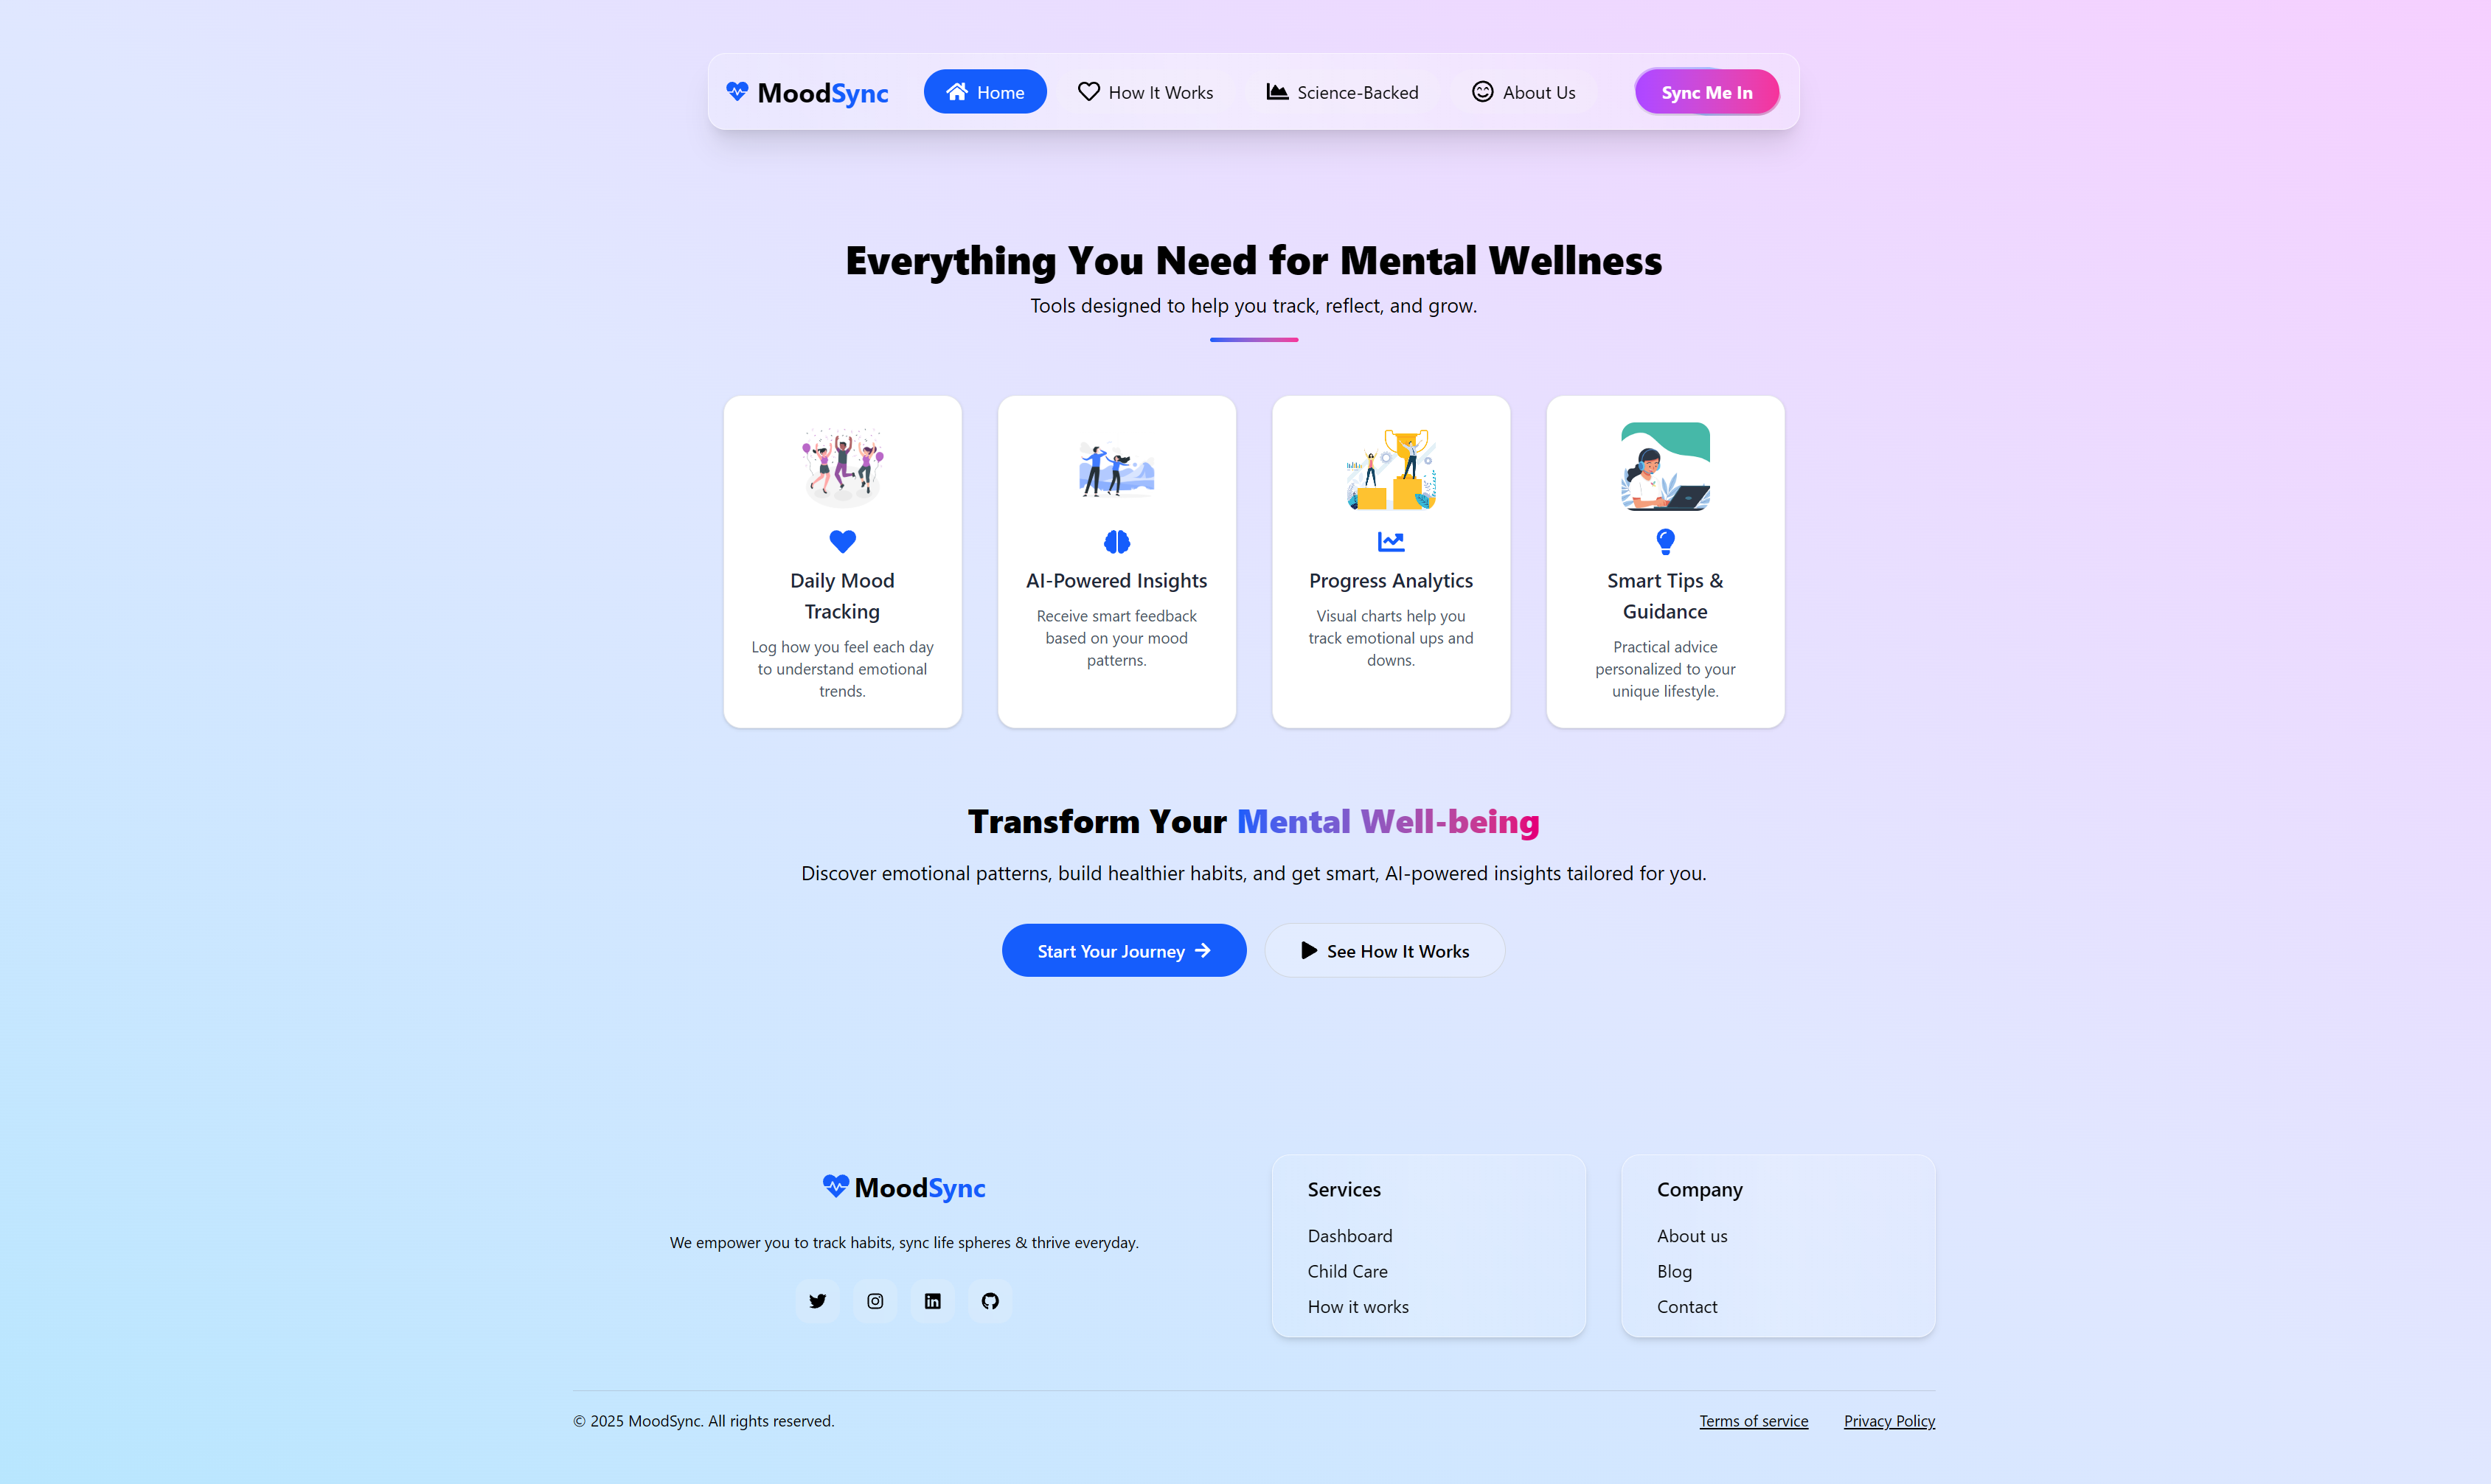 MoodSync
Home
How It Works
Science-Backed
About Us
Sync Me In
Everything You Need for Mental Wellness
Tools designed to help you track, reflect, and grow.
Daily Mood
Tracking
Log how you feel each day
to understand emotional
trends.
AI-Powered Insights
Receive smart feedback
based on your mood
patterns.
Progress Analytics
Visual charts help you
track emotional ups and
downs.
Smart Tips &
Guidance
Practical advice
personalized to your
unique lifestyle.
Transform Your Mental Well-being
Discover emotional patterns, build healthier habits, and get smart, AI-powered insights tailored for you.
Start Your Journey
See How It Works
MoodSync
We empower you to track habits, sync life spheres & thrive everyday.
Services
Dashboard
Child Care
How it works
Company
About us
Blog
Contact
© 2025 MoodSync. All rights reserved.
Terms of service
Privacy Policy